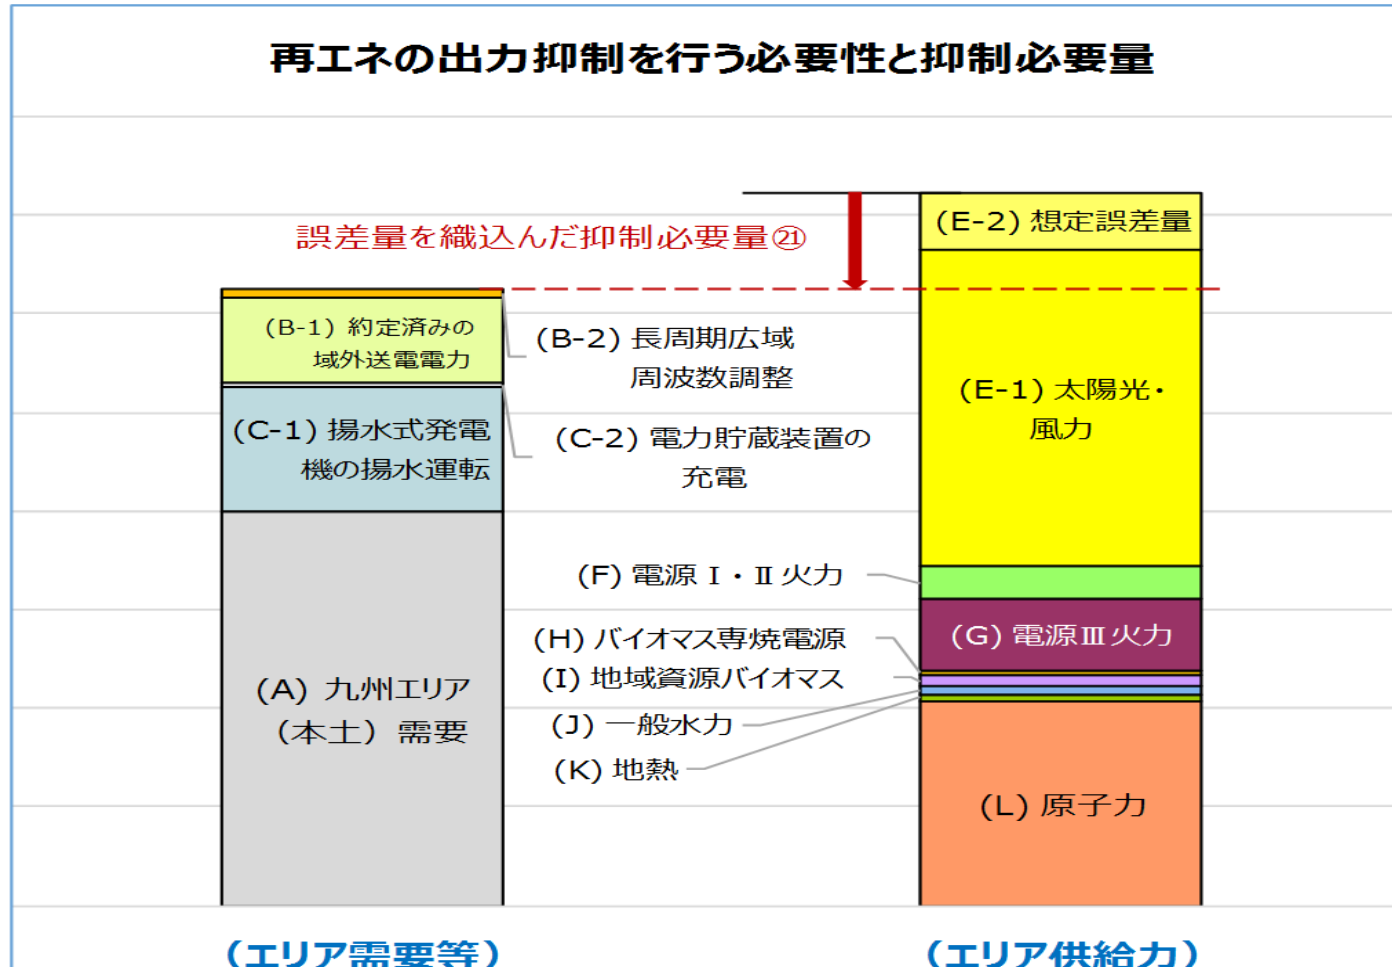 再エネの出力抑制を行う必要性と抑制必要量
誤差量を織込んだ抑制必要量㉑
(B-1) 約定済みの
域外送電電力
(B-2) 長周期広域
周波数調整
(C-1) 揚水式発電
機の揚水運転
(C-2) 電力貯蔵装置の
充電
(A) 九州エリア
（本土）需要
(E-2) 想定誤差量
(E-1) 太陽光・
風力
(F) 電源Ⅰ・Ⅱ火力
(G) 電源Ⅲ火力
(H) バイオマス専焼電源
(I) 地域資源バイオマス
(J) 一般水力
(K) 地熱
(L) 原子力
（エリア需要等）
（エリア供給力）